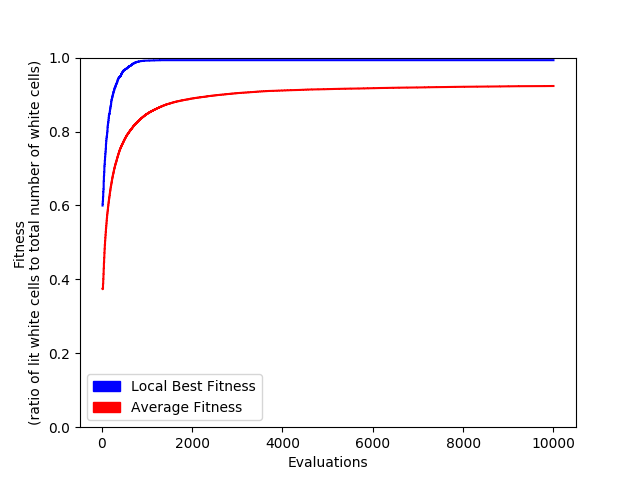 Fitness
(ratio of lit white cells to total number of white cells)
1.0
0.8
0.6
0.4
0.2
0.0
Local Best Fitness
Average Fitness
0 2000 4000 6000 8000 10000
Evaluations